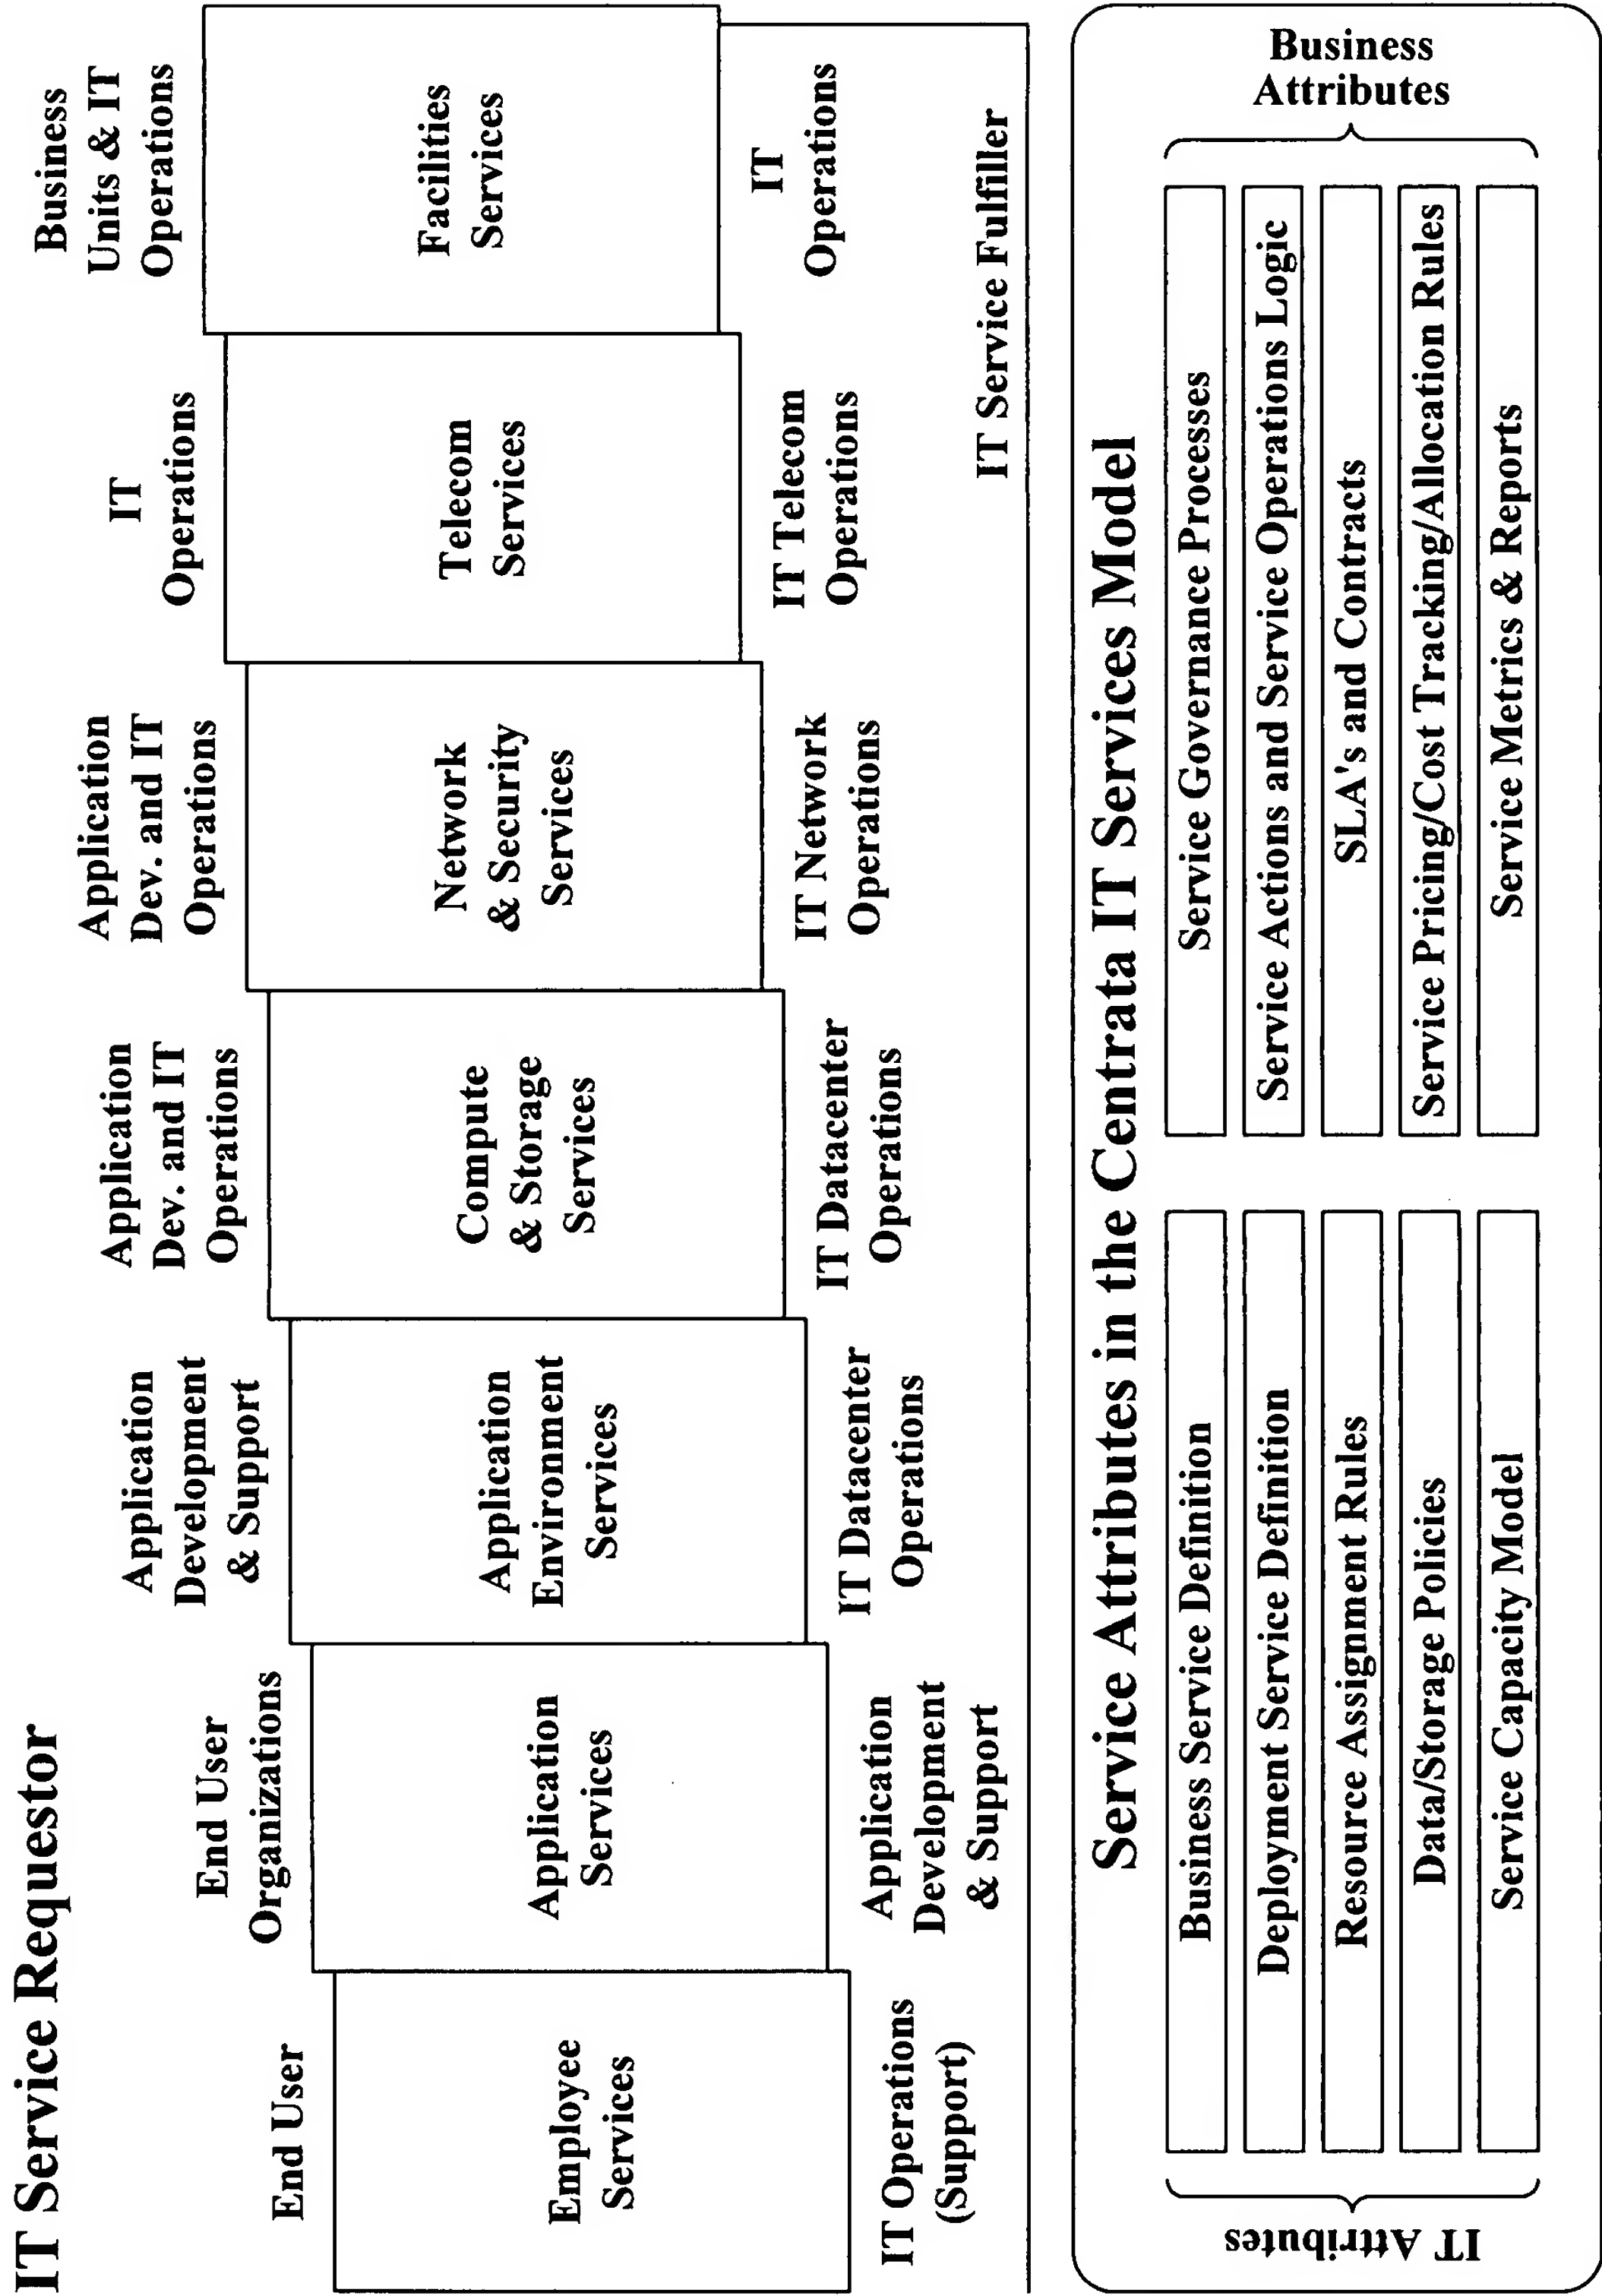 IT Service Requestor
End User
Employee
Services
IT Operations
(Support)
End User
Organizations
Application
Services
Application
Development
& Support
Application
Development
& Support
Application
Environment
Services
IT Datacenter
Operations
Application
Dev. and IT
Operations
Compute
& Storage
Services
IT Datacenter
Operations
Application
Dev. and IT
Operations
Network
& Security
Services
IT Network
Operations
IT
Operations
Telecom
Services
IT Telecom
Operations
Business
Units & IT
Operations
Facilities
Services
IT
Operations
IT Service Fulfiller
Service Attributes in the Centrata IT Services Model
IT Attributes
Business Service Definition
Deployment Service Definition
Resource Assignment Rules
Data/Storage Policies
Service Capacity Model
Service Governance Processes
Service Actions and Service Operations Logic
SLA's and Contracts
Service Pricing/Cost Tracking/Allocation Rules
Service Metrics & Reports
Business
Attributes